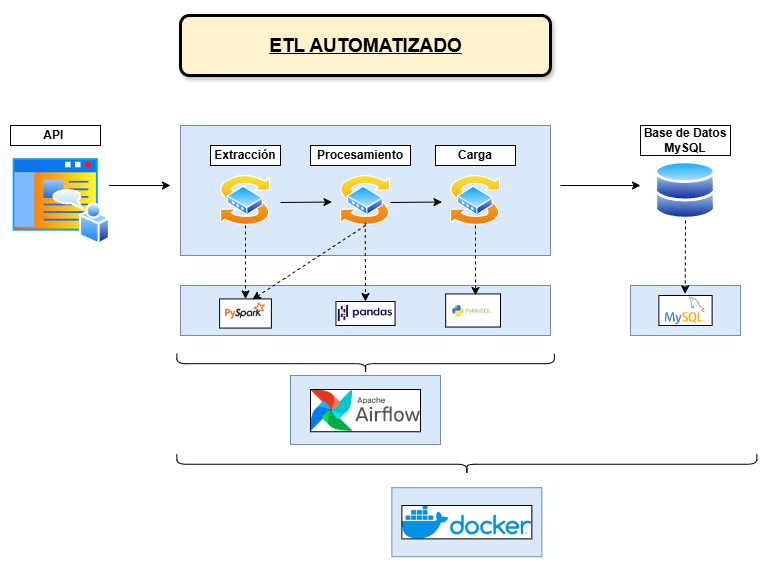 ETL AUTOMATIZADO
API
Extracción
Procesamiento
Carga
Base de Datos
MySQL
PySpark
pandas
PyMySQL
MySQL
Apache
Airflow
docker